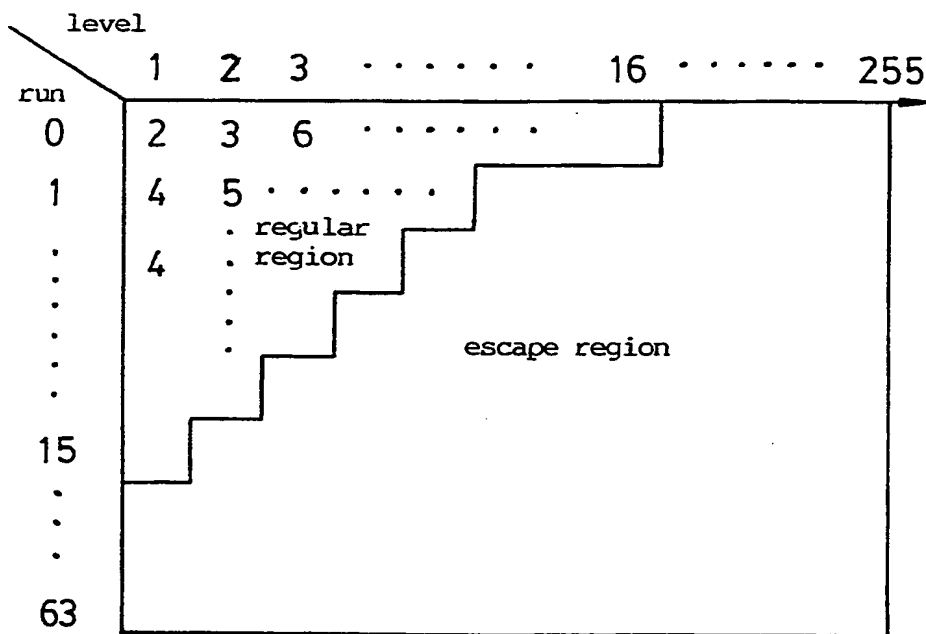 level
1 2 3 · · · · · · 16 · · · · · · 255
run
0 2 3 6 · · · · · ·
1 4 5 · · · · · ·
regular
4 region
escape region
15
63